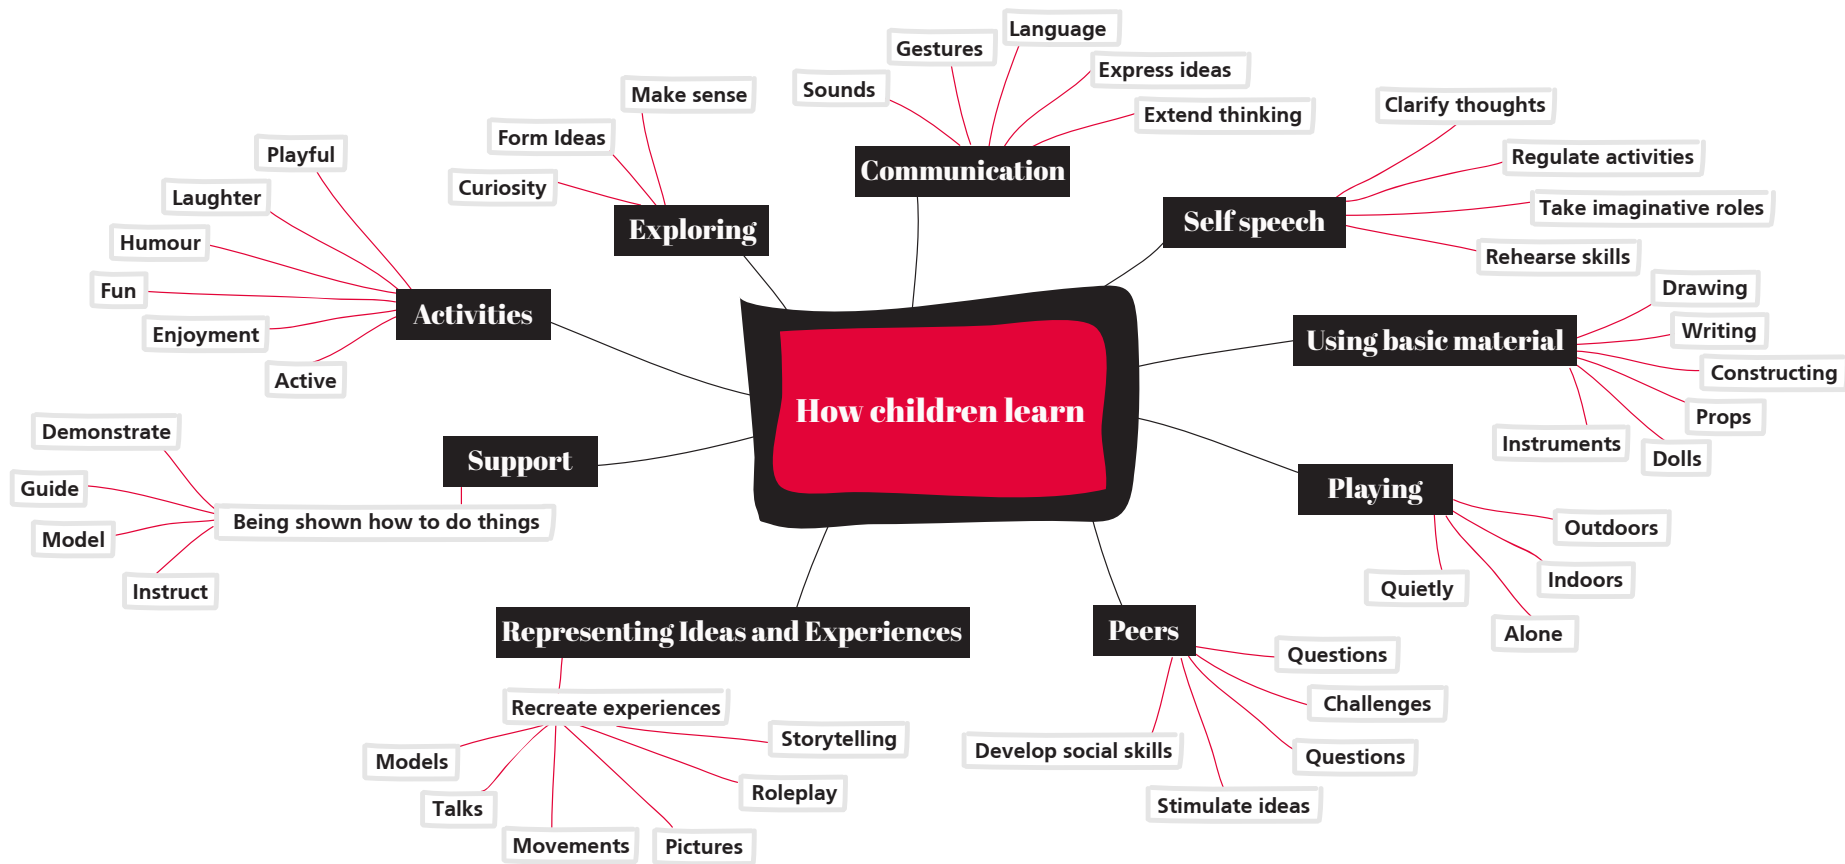 How children learn
Communication
Sounds
Gestures
Language
Express ideas
Extend thinking
Self speech
Clarify thoughts
Regulate activities
Take imaginative roles
Rehearse skills
Using basic material
Drawing
Writing
Constructing
Props
Dolls
Instruments
Playing
Outdoors
Indoors
Alone
Quietly
Peers
Questions
Challenges
Questions
Stimulate ideas
Develop social skills
Representing Ideas and Experiences
Recreate experiences
Storytelling
Roleplay
Pictures
Movements
Talks
Models
Support
Being shown how to do things
Demonstrate
Guide
Model
Instruct
Activities
Playful
Laughter
Humour
Fun
Enjoyment
Active
Exploring
Make sense
Form Ideas
Curiosity